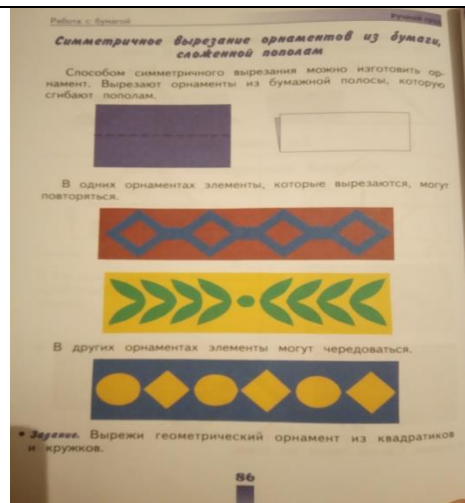 Работа с бумагой
Ручной труд
Симметричное вырезание орнаментов из бумаги,
сложенной пополам
Способом симметричного вырезания можно изготовить ор-
намент. Вырезают орнаменты из бумажной полосы, которую
сгибают пополам.
В одних орнаментах элементы, которые вырезаются, могут
повторяться.
В других орнаментах элементы могут чередоваться.
• Задание. Вырежи геометрический орнамент из квадратиков
и кружков.
86